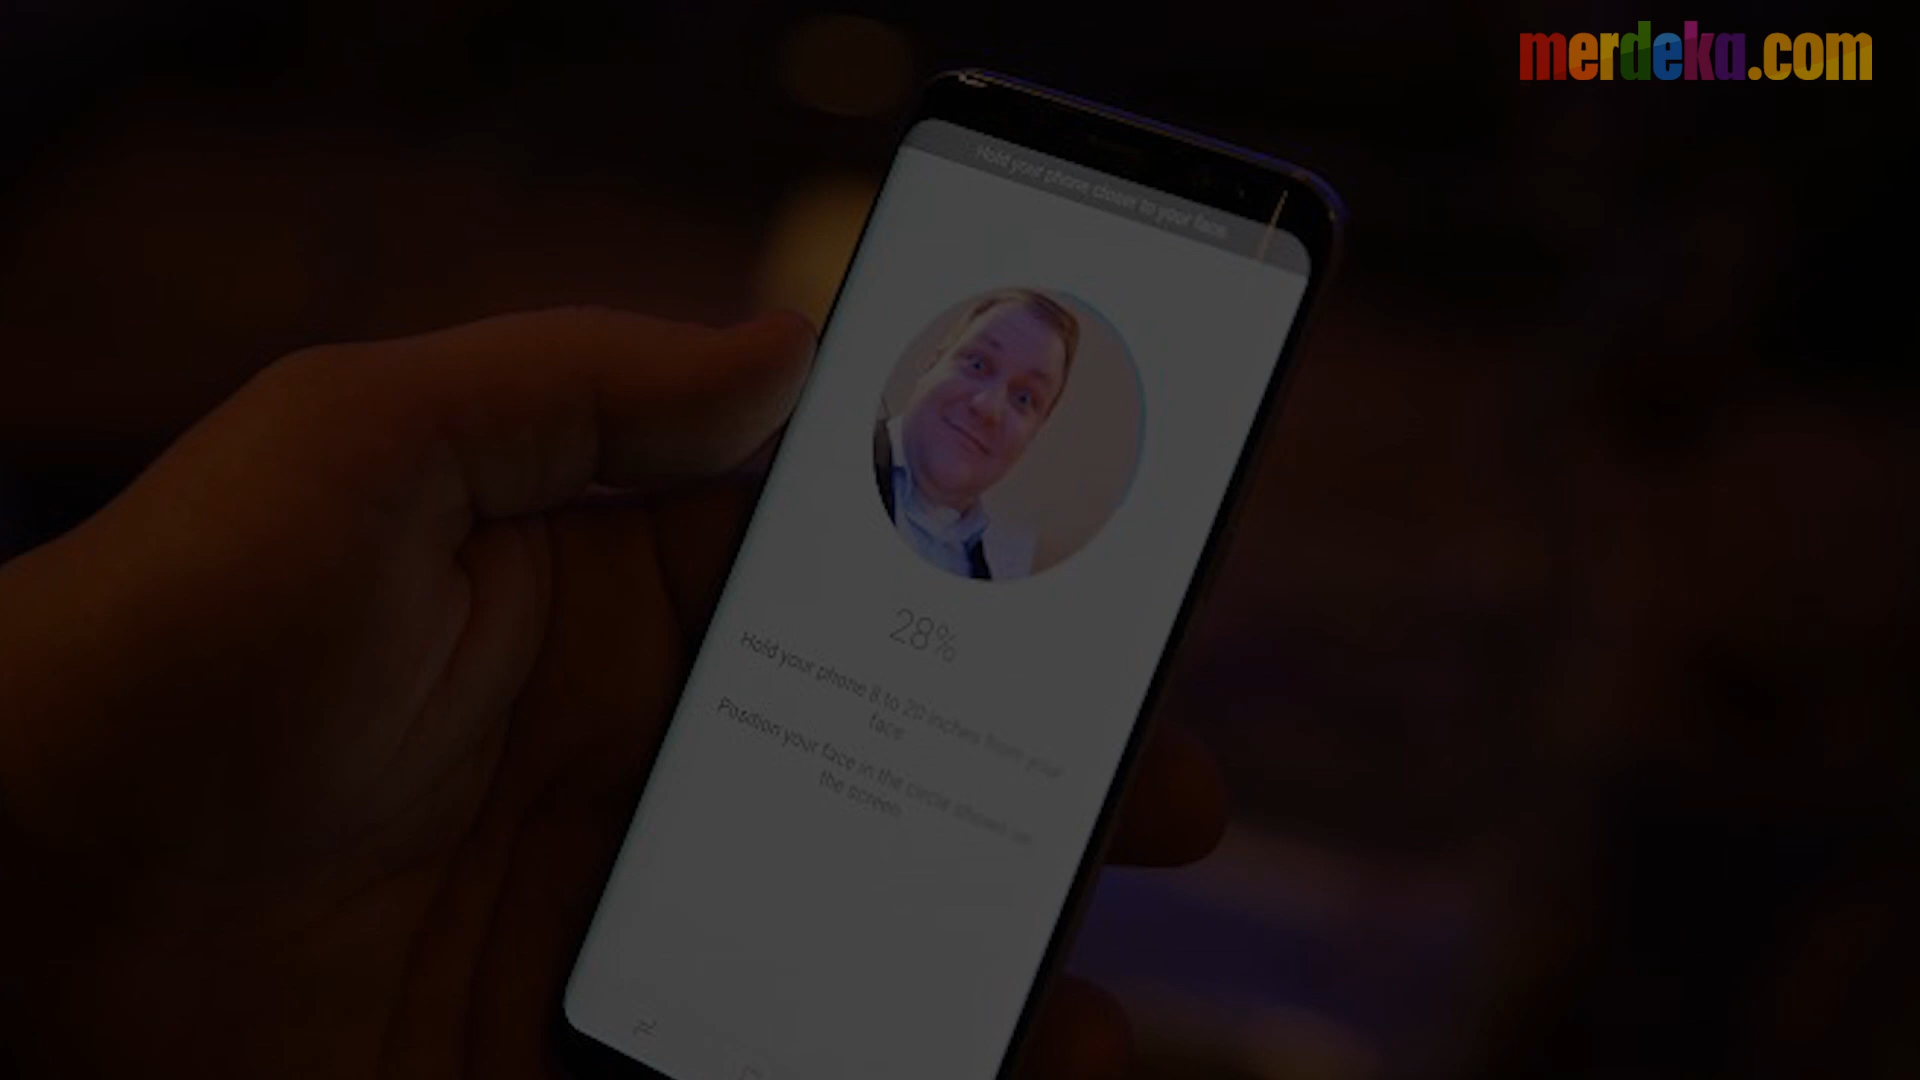 merdeka.com
Hold your phone closer to your face.
28%
Hold your phone 8 to 20 inches from your
face
Position your face in the circle shown on
the screen